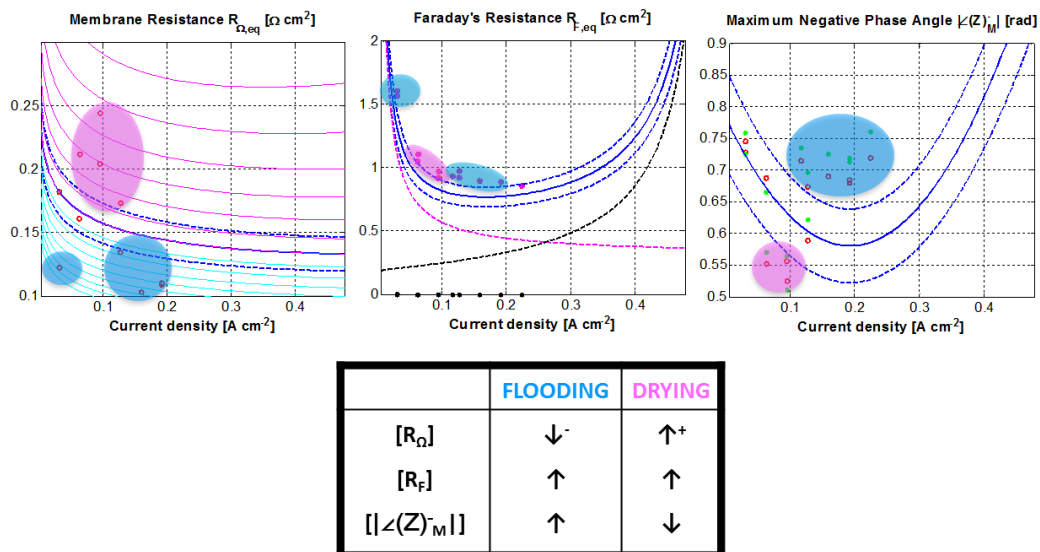 Membrane Resistance R_Ω,eq [Ω cm²]
0.25
0.2
0.15
0.1
0.1 0.2 0.3 0.4
Current density [A cm⁻²]
Faraday's Resistance R_F,eq [Ω cm²]
2
1.5
1
0.5
0
0.1 0.2 0.3 0.4
Current density [A cm⁻²]
Maximum Negative Phase Angle |∠(Z)⁻_M| [rad]
0.9
0.85
0.8
0.75
0.7
0.65
0.6
0.55
0.5
0.1 0.2 0.3 0.4
Current density [A cm⁻²]
FLOODING DRYING
[R_Ω] ↓⁻ ↑⁺
[R_F] ↑ ↑
[|∠(Z)⁻_M|] ↑ ↓